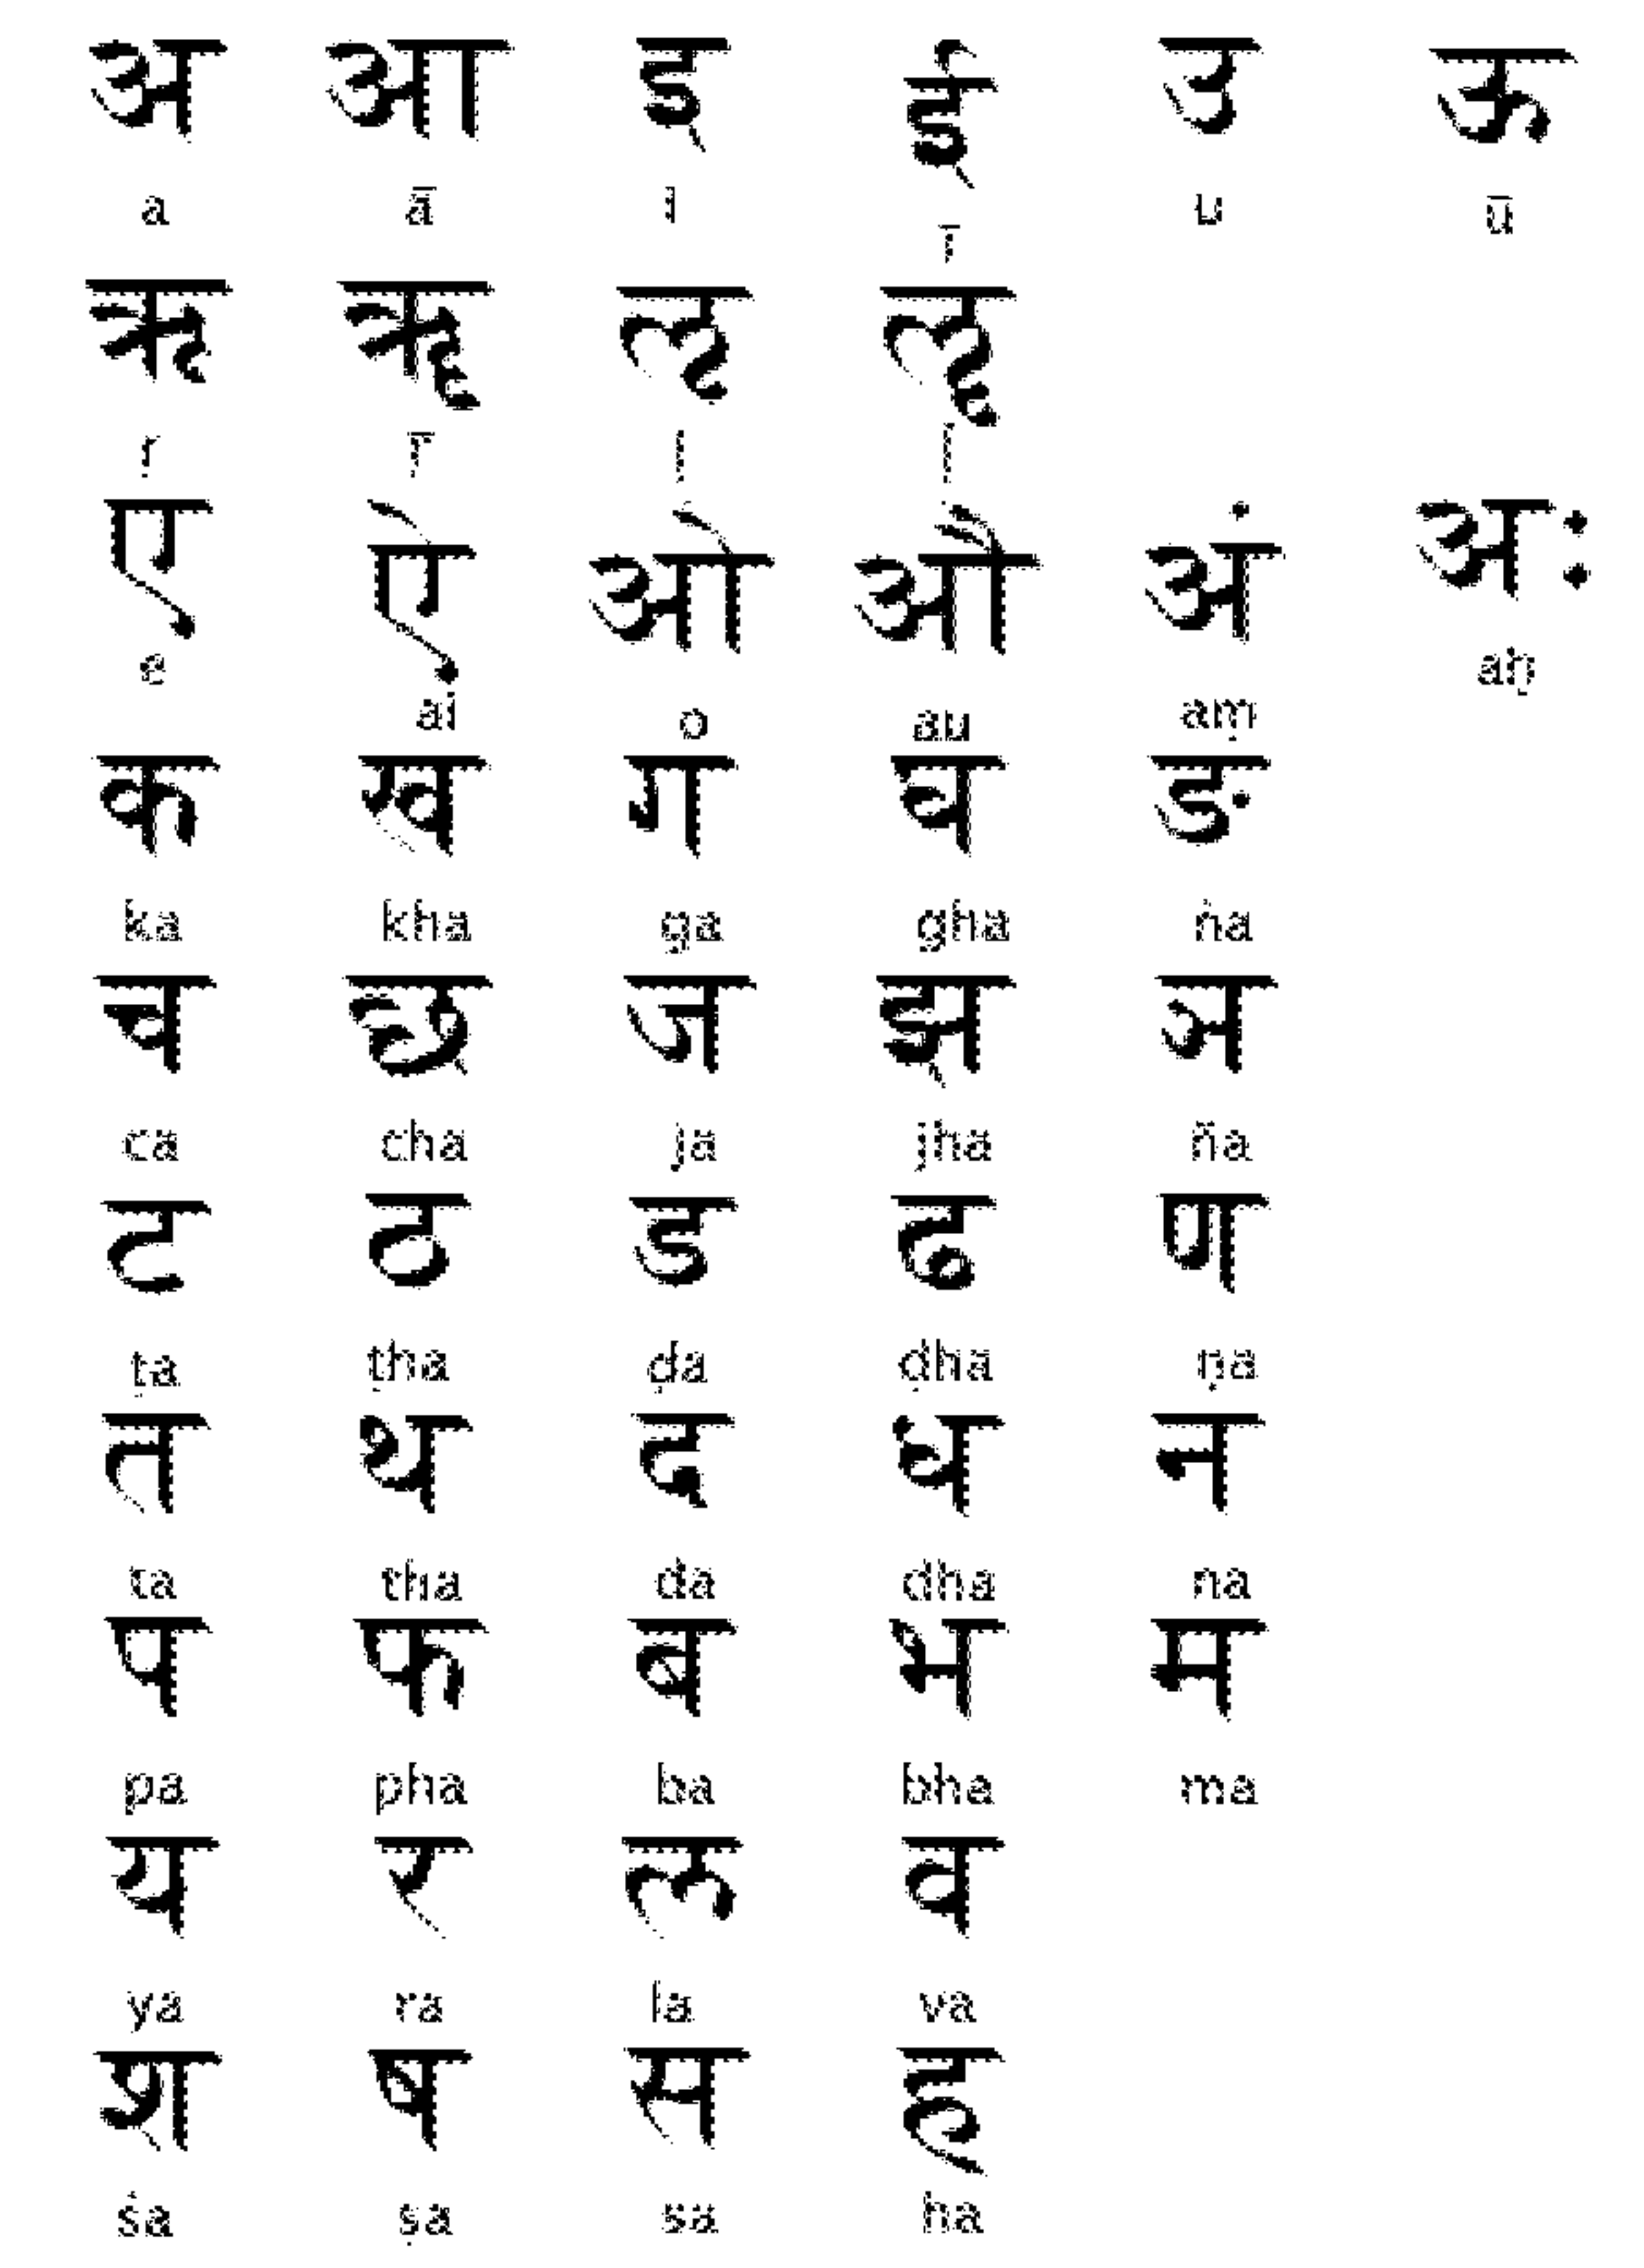 अ आ इ ई उ ऊ
a ā i ī u ū
ऋ ॠ ऌ ॡ
ṛ ṝ ḷ ḹ
ए ऐ ओ औ अं अः
e ai o au aṃ aḥ
क ख ग घ ङ
ka kha ga gha ṅa
च छ ज झ ञ
ca cha ja jha ña
ट ठ ड ढ ण
ṭa ṭha ḍa ḍha ṇa
त थ द ध न
ta tha da dha na
प फ ब भ म
pa pha ba bha ma
य र ल व
ya ra la va
श ष स ह
śa ṣa sa ha